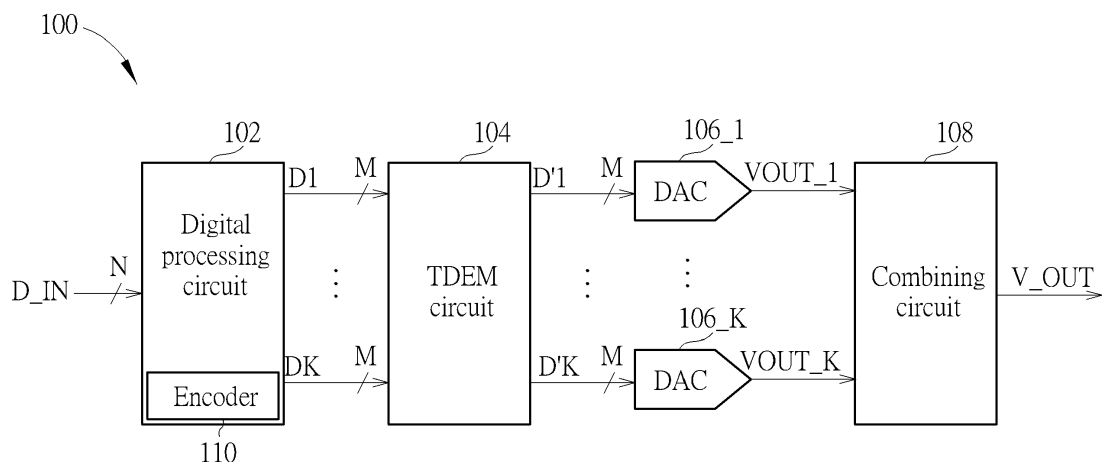 100
102
104
106_1
108
D1
M
D'1
M
DAC
VOUT_1
Digital
processing
circuit
N
D_IN
TDEM
circuit
Combining
circuit
V_OUT
106_K
DK
M
D'K
M
DAC
VOUT_K
Encoder
110